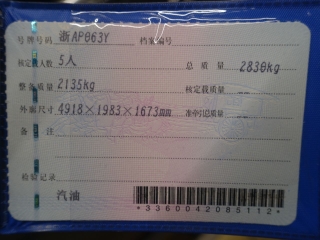 号牌号码 浙AP063Y 档案编号
核定载人数 5人 总质量 2830kg
整备质量 2135kg 核定载质量 --
外廓尺寸 4918×1983×1673mm 准牵引总质量 --
备注
检验记录
汽油 *3360042085112*